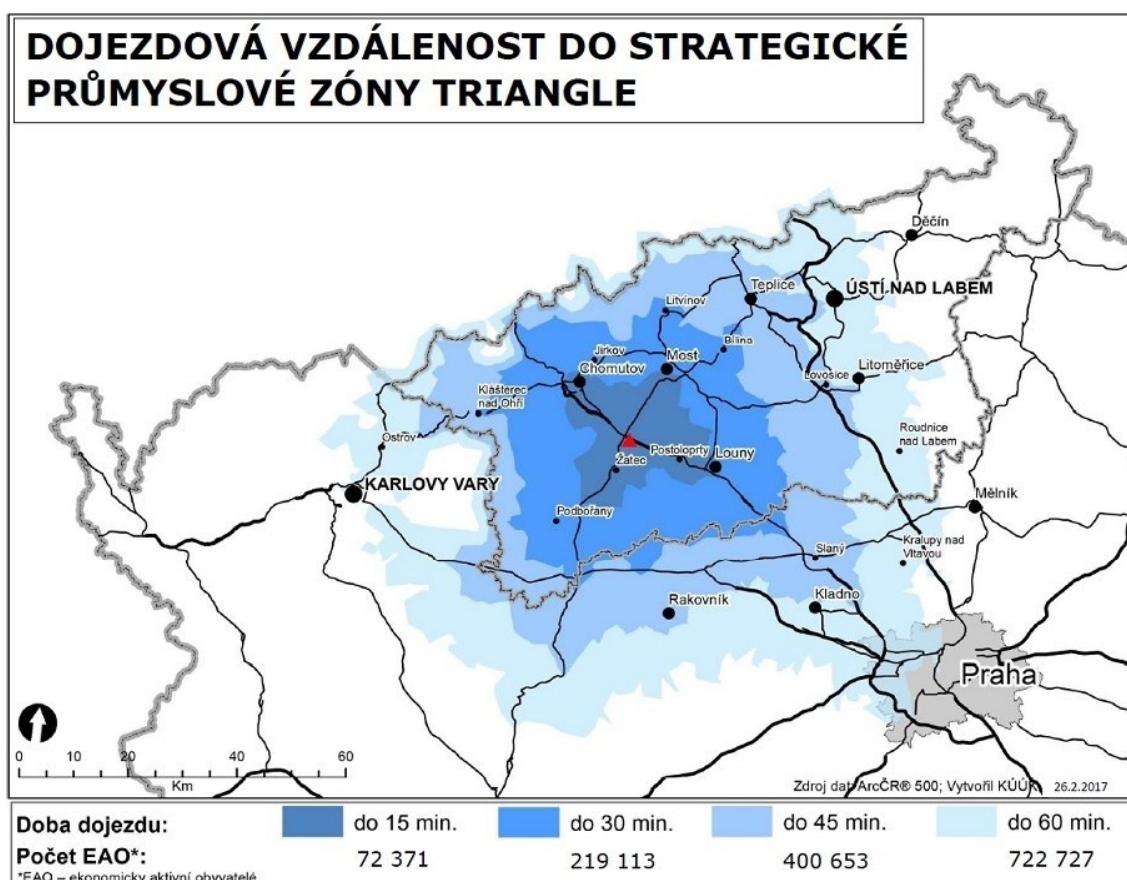 DOJEZDOVÁ VZDÁLENOST DO STRATEGICKÉ
PRŮMYSLOVÉ ZÓNY TRIANGLE
Děčín
Teplice
ÚSTÍ NAD LABEM
Litvínov
Bílina
Jirkov
Most
Chomutov
Lovosice
Litoměřice
Klášterec
nad Ohří
Ostrov
Roudnice
nad Labem
Postoloprty
Louny
Žatec
KARLOVY VARY
Mělník
Podbořany
Slaný
Kralupy nad
Vltavou
Rakovník
Kladno
Praha
0 10 20 40 60
Km
Zdroj dat: ArcČR® 500; Vytvořil KÚÚK 26.2.2017
Doba dojezdu: do 15 min. do 30 min. do 45 min. do 60 min.
Počet EAO*: 72 371 219 113 400 653 722 727
*EAO – ekonomicky aktivní obyvatelé